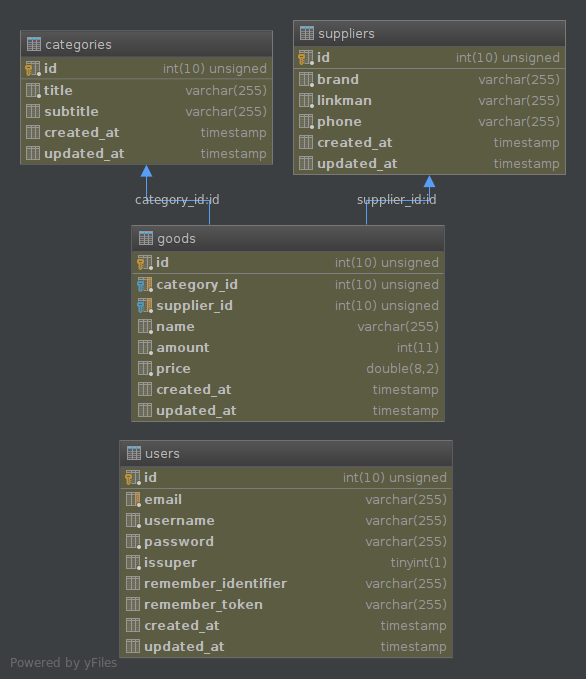 categories
id int(10) unsigned
title varchar(255)
subtitle varchar(255)
created_at timestamp
updated_at timestamp
suppliers
id int(10) unsigned
brand varchar(255)
linkman varchar(255)
phone varchar(255)
created_at timestamp
updated_at timestamp
category_id:id
supplier_id:id
goods
id int(10) unsigned
category_id int(10) unsigned
supplier_id int(10) unsigned
name varchar(255)
amount int(11)
price double(8,2)
created_at timestamp
updated_at timestamp
users
id int(10) unsigned
email varchar(255)
username varchar(255)
password varchar(255)
issuper tinyint(1)
remember_identifier varchar(255)
remember_token varchar(255)
created_at timestamp
updated_at timestamp
Powered by yFiles